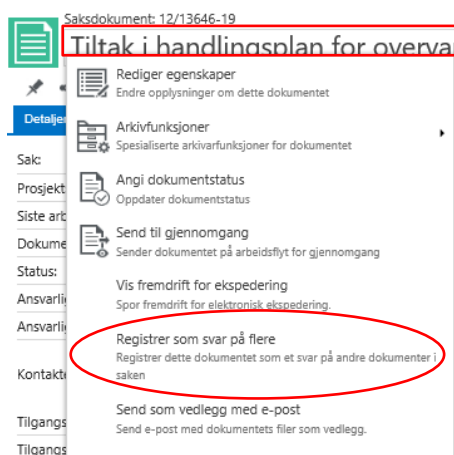 Saksdokument: 12/13646-19
Tiltak i handlingsplan for overva
Rediger egenskaper
Endre opplysninger om dette dokumentet
Detaljer
Arkivfunksjoner
Spesialiserte arkivarfunksjoner for dokumentet
Sak:
Angi dokumentstatus
Oppdater dokumentstatus
Prosjekt
Siste arb
Send til gjennomgang
Sender dokumentet på arbeidsflyt for gjennomgang
Dokume
Status:
Vis fremdrift for ekspedering
Spor fremdrift for elektronisk ekspedering.
Ansvarlig
Ansvarlig
Registrer som svar på flere
Registrer dette dokumentet som et svar på andre dokumenter i
saken
Kontakte
Send som vedlegg med e-post
Send e-post med dokumentets filer som vedlegg.
Tilgangs
Tilgangs